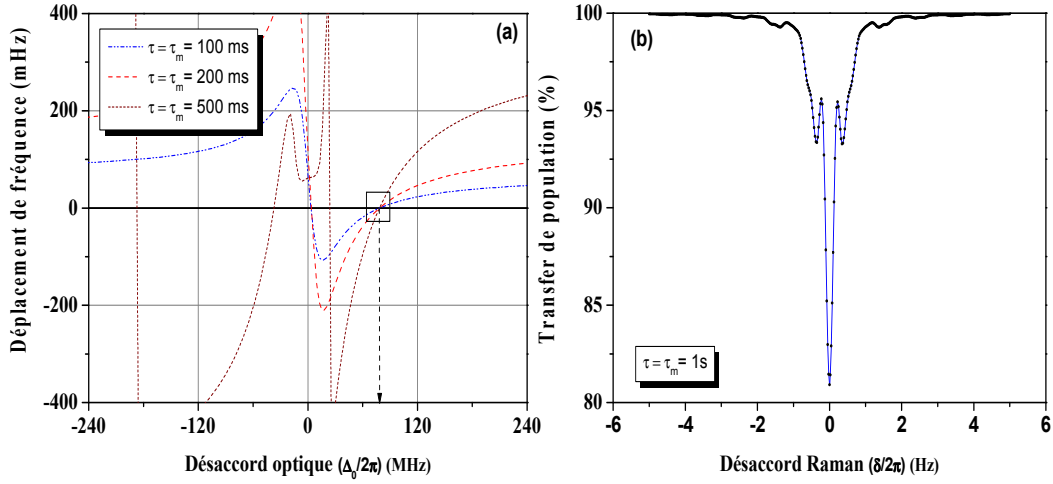 (a)
τ = τm = 100 ms
τ = τm = 200 ms
τ = τm = 500 ms
Déplacement de fréquence (mHz)
400
200
0
-200
-400
-240
-120
0
120
240
Désaccord optique (Δ0/2π) (MHz)
(b)
τ = τm = 1s
Transfer de population (%)
100
95
90
85
80
-6
-4
-2
0
2
4
6
Désaccord Raman (δ/2π) (Hz)